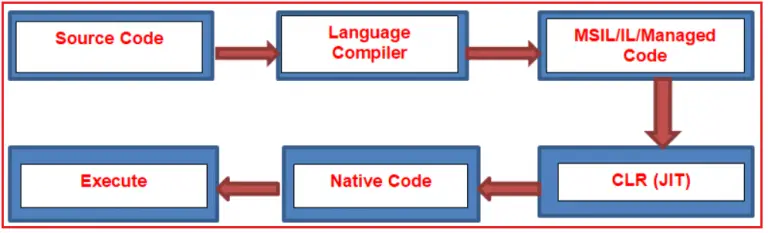 Source Code
Language
Compiler
MSIL/IL/Managed
Code
CLR (JIT)
Native Code
Execute